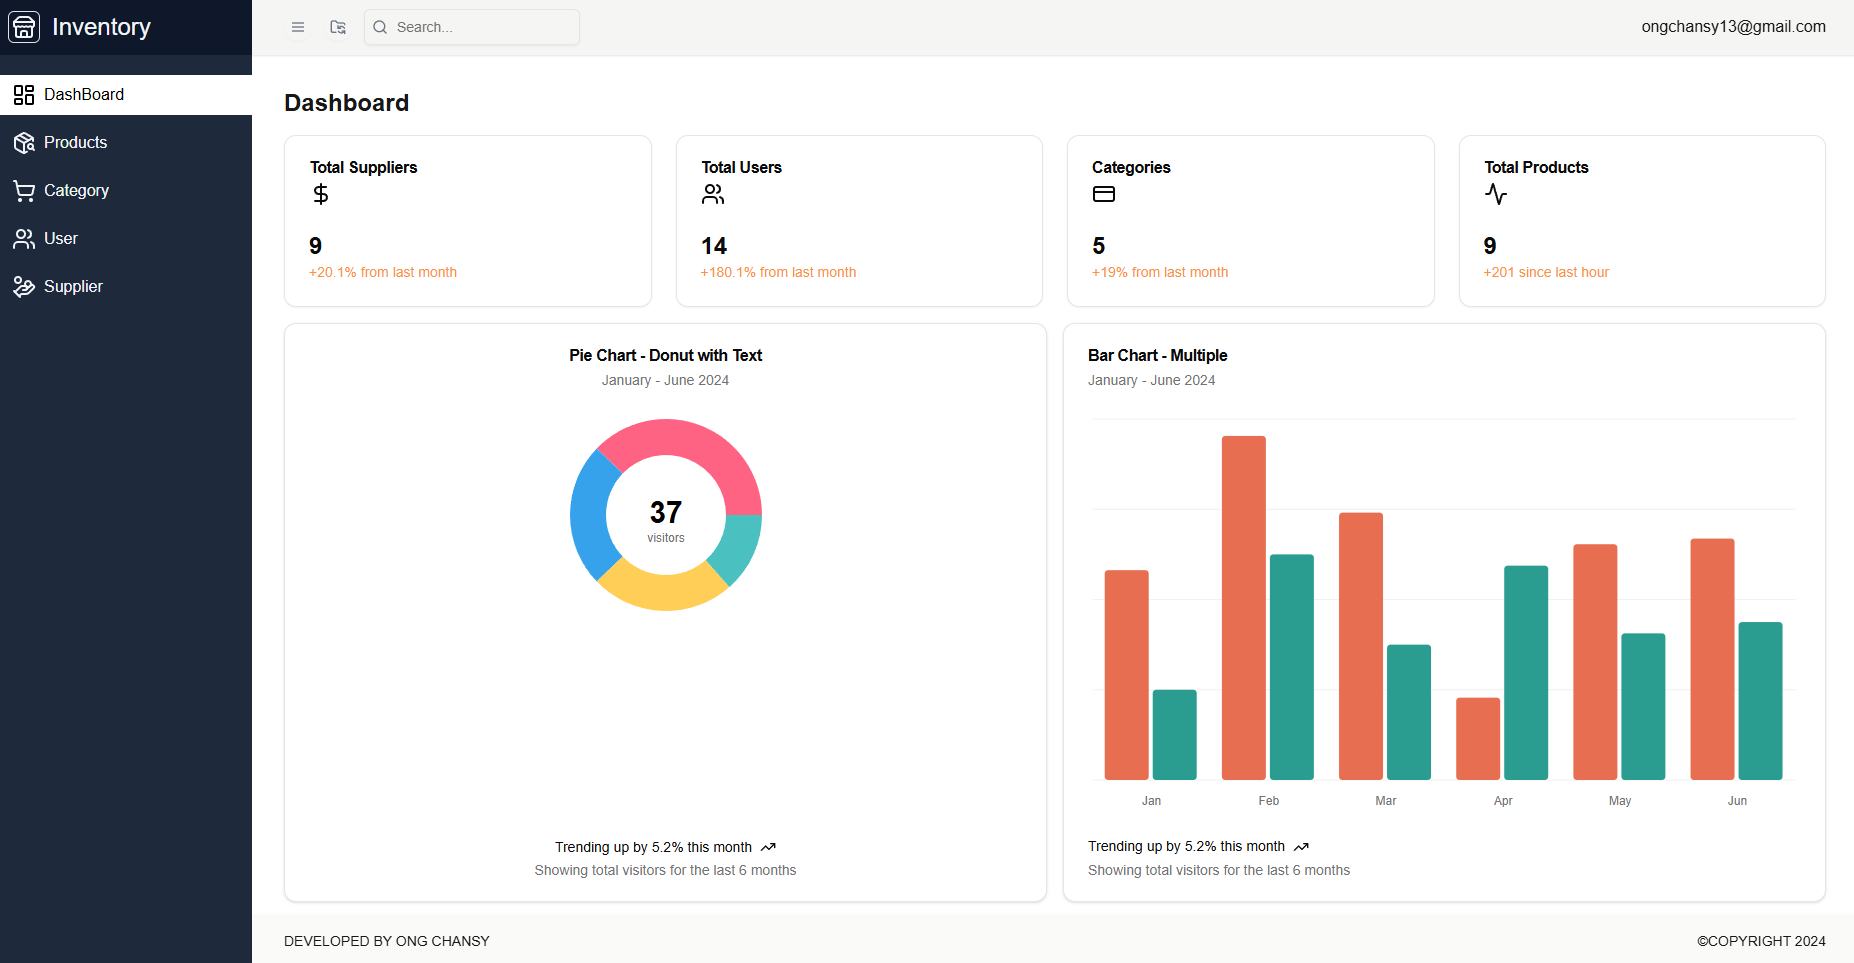 Inventory
Search...
ongchansy13@gmail.com
DashBoard
Products
Category
User
Supplier
Dashboard
Total Suppliers
9
+20.1% from last month
Total Users
14
+180.1% from last month
Categories
5
+19% from last month
Total Products
9
+201 since last hour
Pie Chart - Donut with Text
January - June 2024
37
visitors
Trending up by 5.2% this month
Showing total visitors for the last 6 months
Bar Chart - Multiple
January - June 2024
Jan Feb Mar Apr May Jun
Trending up by 5.2% this month
Showing total visitors for the last 6 months
DEVELOPED BY ONG CHANSY
©COPYRIGHT 2024